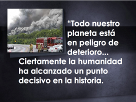 "Todo nuestro
planeta está
en peligro de
deterioro...
Ciertamente la humanidad
ha alcanzado un punto
decisivo en la historia.